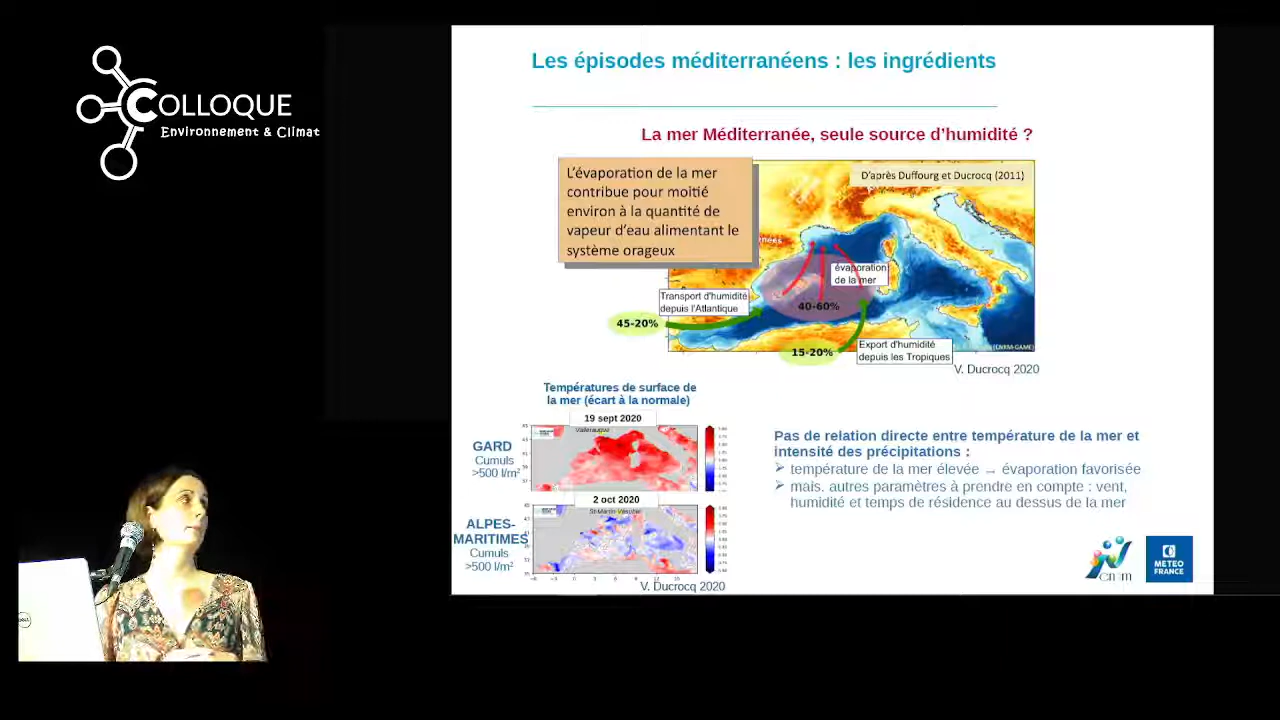 COLLOQUE
Environnement & Climat
Les épisodes méditerranéens : les ingrédients
La mer Méditerranée, seule source d'humidité ?
L'évaporation de la mer
contribue pour moitié
environ à la quantité de
vapeur d'eau alimentant le
système orageux
D'après Duffourg et Ducrocq (2011)
évaporation
de la mer
Transport d'humidité
depuis l'Atlantique
40-60%
45-20%
15-20%
Export d'humidité
depuis les Tropiques
(CNRM-GAME)
V. Ducrocq 2020
Températures de surface de
la mer (écart à la normale)
19 sept 2020
Valleraugue
GARD
Cumuls
>500 l/m²
2 oct 2020
St-Martin-Vésubie
ALPES-
MARITIMES
Cumuls
>500 l/m²
V. Ducrocq 2020
Pas de relation directe entre température de la mer et
intensité des précipitations :
➢ température de la mer élevée → évaporation favorisée
➢ mais, autres paramètres à prendre en compte : vent,
humidité et temps de résidence au dessus de la mer
METEO
FRANCE